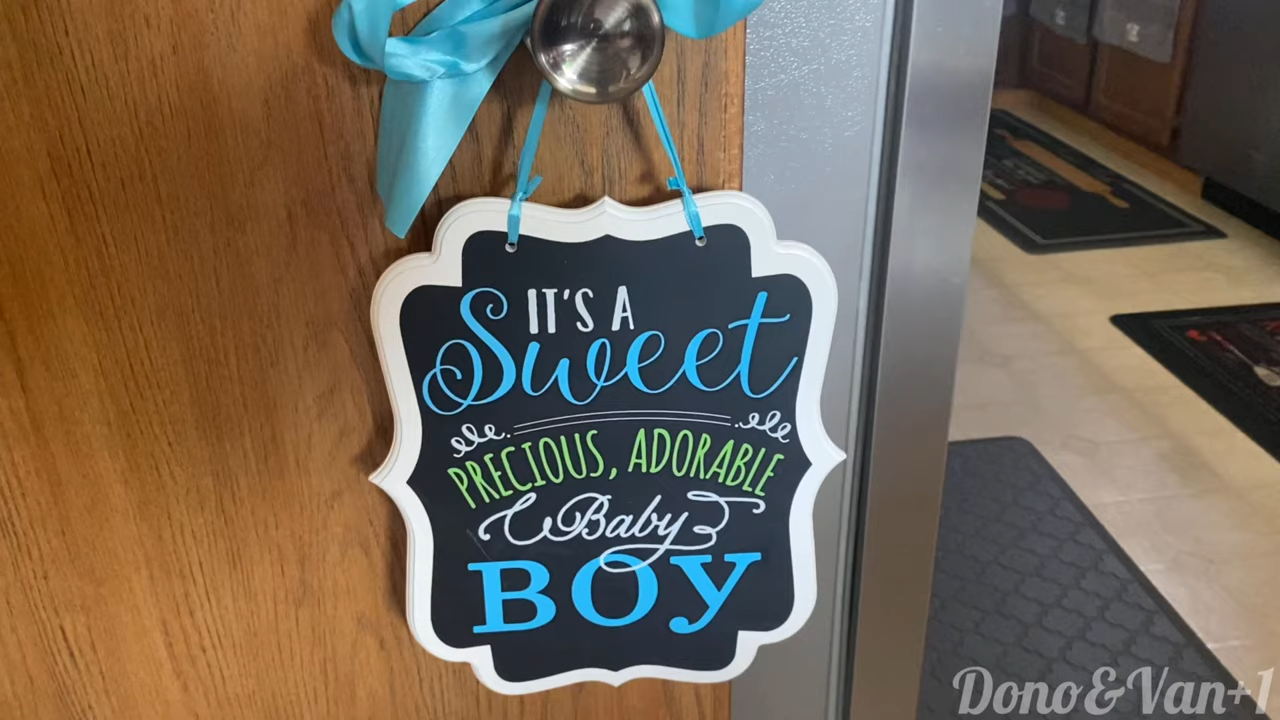 IT'S A
Sweet
PRECIOUS, ADORABLE
Baby
BOY
Dono&Van+1